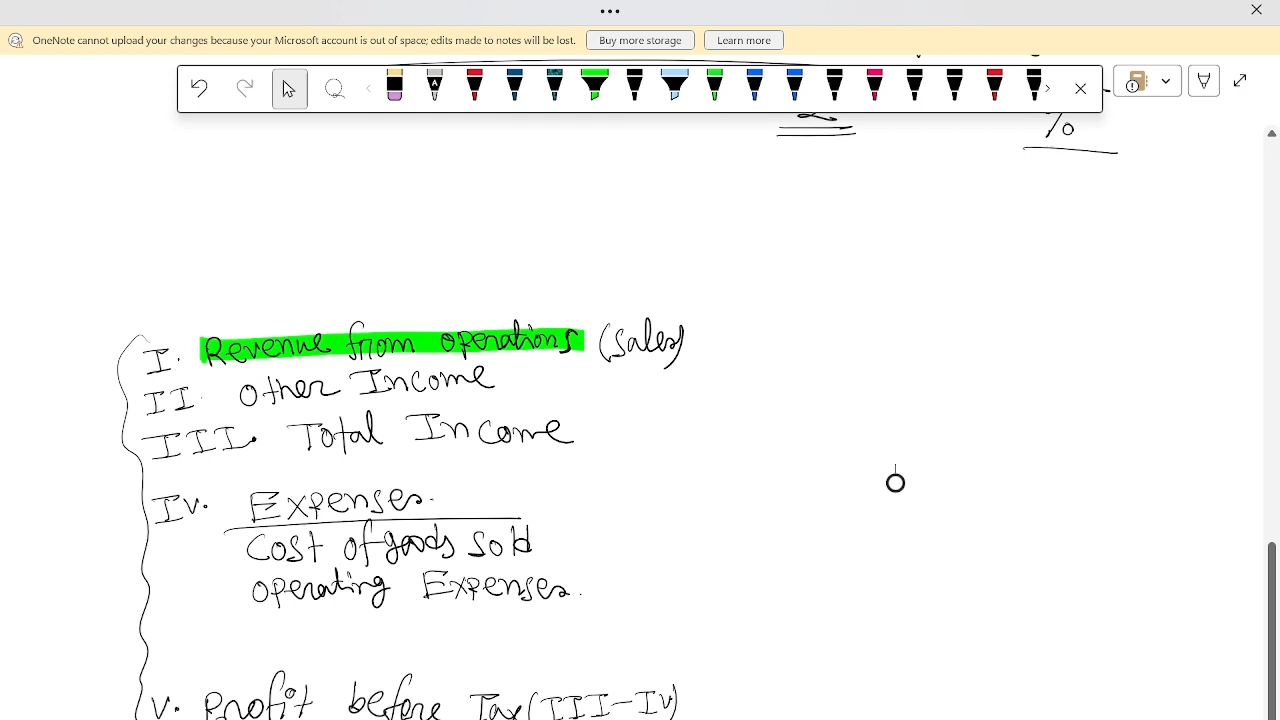 OneNote cannot upload your changes because your Microsoft account is out of space; edits made to notes will be lost. Buy more storage Learn more
%
I. Revenue from operations (Sales)
II. Other Income
III. Total Income
IV. Expenses.
Cost of goods sold
operating Expenses.
V. Profit before Tax (III-IV)